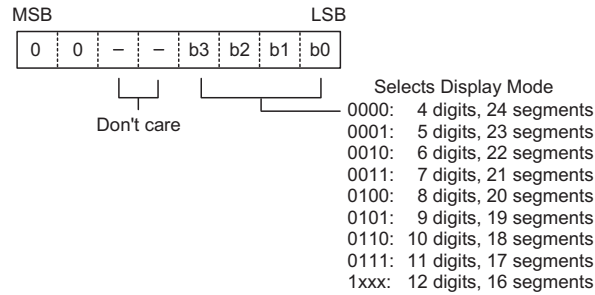 MSB LSB
0 0 – – b3 b2 b1 b0
Don't care
Selects Display Mode
0000: 4 digits, 24 segments
0001: 5 digits, 23 segments
0010: 6 digits, 22 segments
0011: 7 digits, 21 segments
0100: 8 digits, 20 segments
0101: 9 digits, 19 segments
0110: 10 digits, 18 segments
0111: 11 digits, 17 segments
1xxx: 12 digits, 16 segments